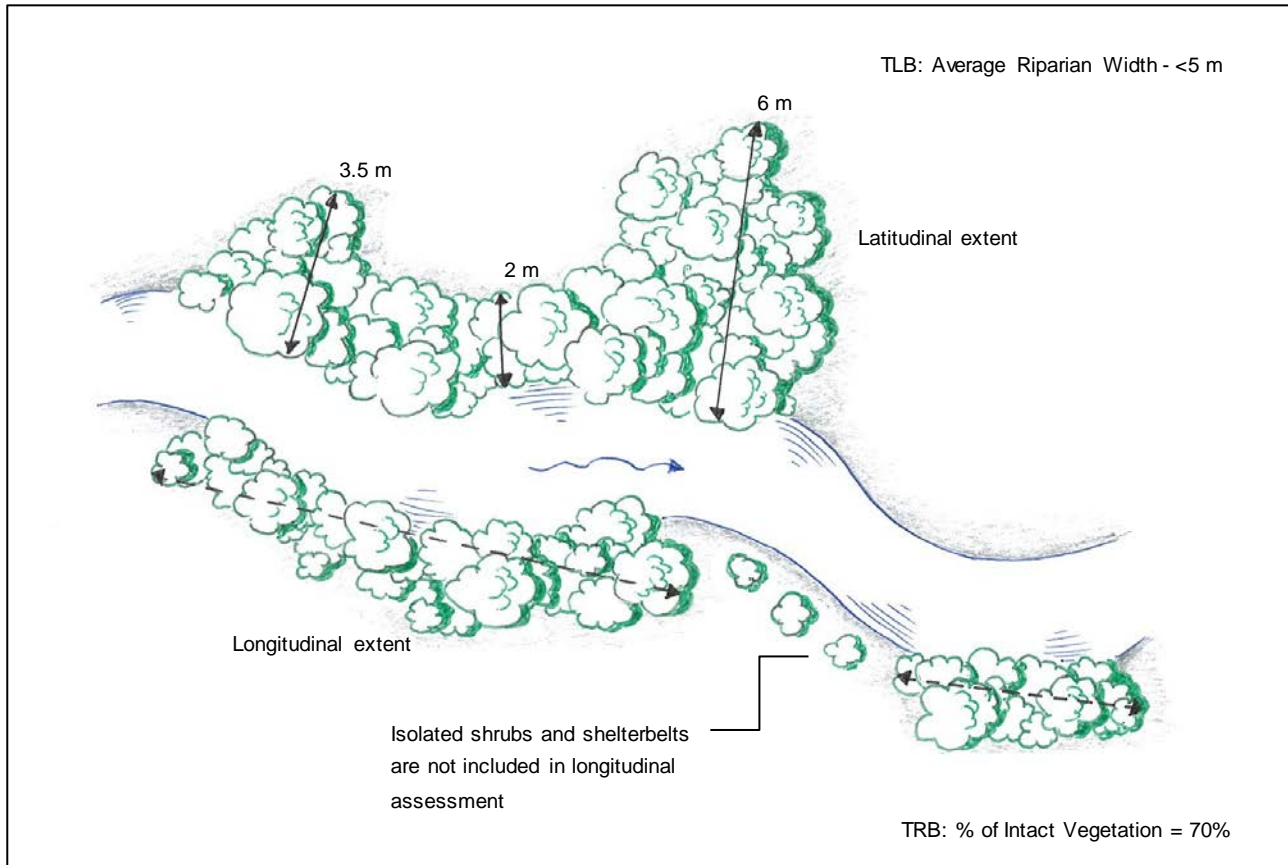 TLB: Average Riparian Width - <5 m
6 m
3.5 m
Latitudinal extent
2 m
Longitudinal extent
Isolated shrubs and shelterbelts
are not included in longitudinal
assessment
TRB: % of Intact Vegetation = 70%